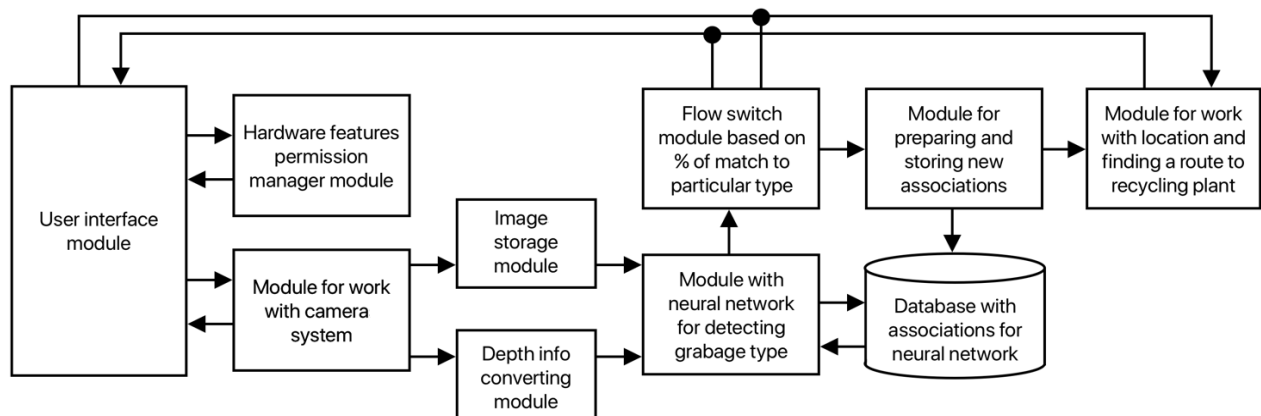 User interface
module
Hardware features
permission
manager module
Module for work
with camera
system
Image
storage
module
Depth info
converting
module
Flow switch
module based on
% of match to
particular type
Module with
neural network
for detecting
grabage type
Module for
preparing and
storing new
associations
Database with
associations for
neural network
Module for work
with location and
finding a route to
recycling plant